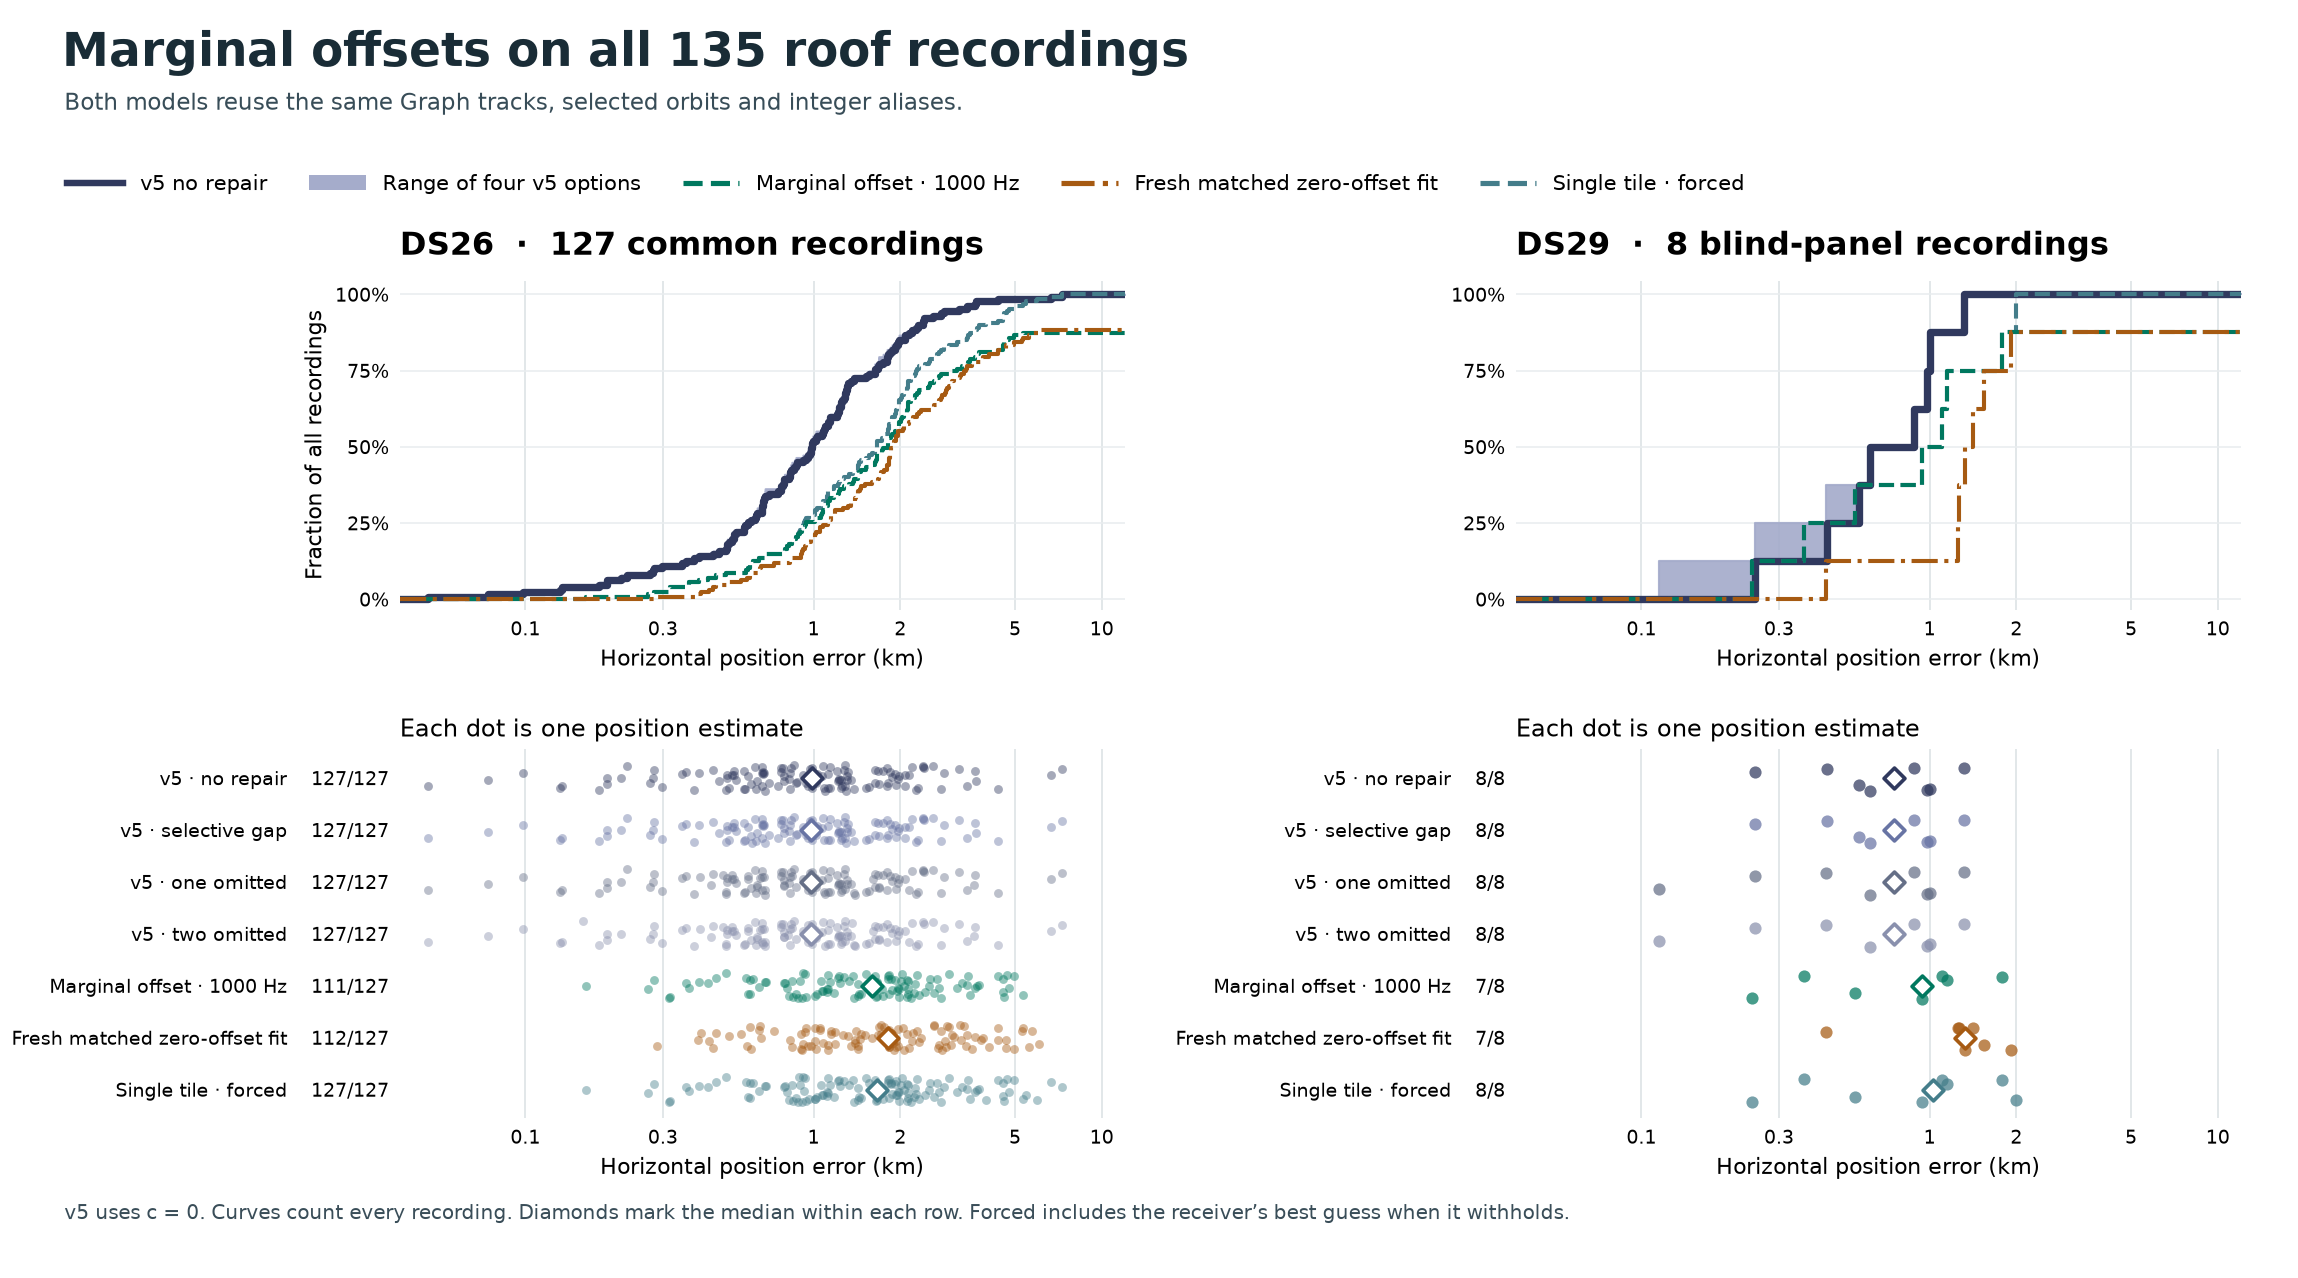 Marginal offsets on all 135 roof recordings
Both models reuse the same Graph tracks, selected orbits and integer aliases.
v5 no repair
Range of four v5 options
Marginal offset · 1000 Hz
Fresh matched zero-offset fit
Single tile · forced
DS26 · 127 common recordings
Fraction of all recordings
100%
75%
50%
25%
0%
0.1 0.3 1 2 5 10
Horizontal position error (km)
DS29 · 8 blind-panel recordings
100%
75%
50%
25%
0%
0.1 0.3 1 2 5 10
Horizontal position error (km)
Each dot is one position estimate
v5 · no repair 127/127
v5 · selective gap 127/127
v5 · one omitted 127/127
v5 · two omitted 127/127
Marginal offset · 1000 Hz 111/127
Fresh matched zero-offset fit 112/127
Single tile · forced 127/127
0.1 0.3 1 2 5 10
Horizontal position error (km)
Each dot is one position estimate
v5 · no repair 8/8
v5 · selective gap 8/8
v5 · one omitted 8/8
v5 · two omitted 8/8
Marginal offset · 1000 Hz 7/8
Fresh matched zero-offset fit 7/8
Single tile · forced 8/8
0.1 0.3 1 2 5 10
Horizontal position error (km)
v5 uses c = 0. Curves count every recording. Diamonds mark the median within each row. Forced includes the receiver’s best guess when it withholds.